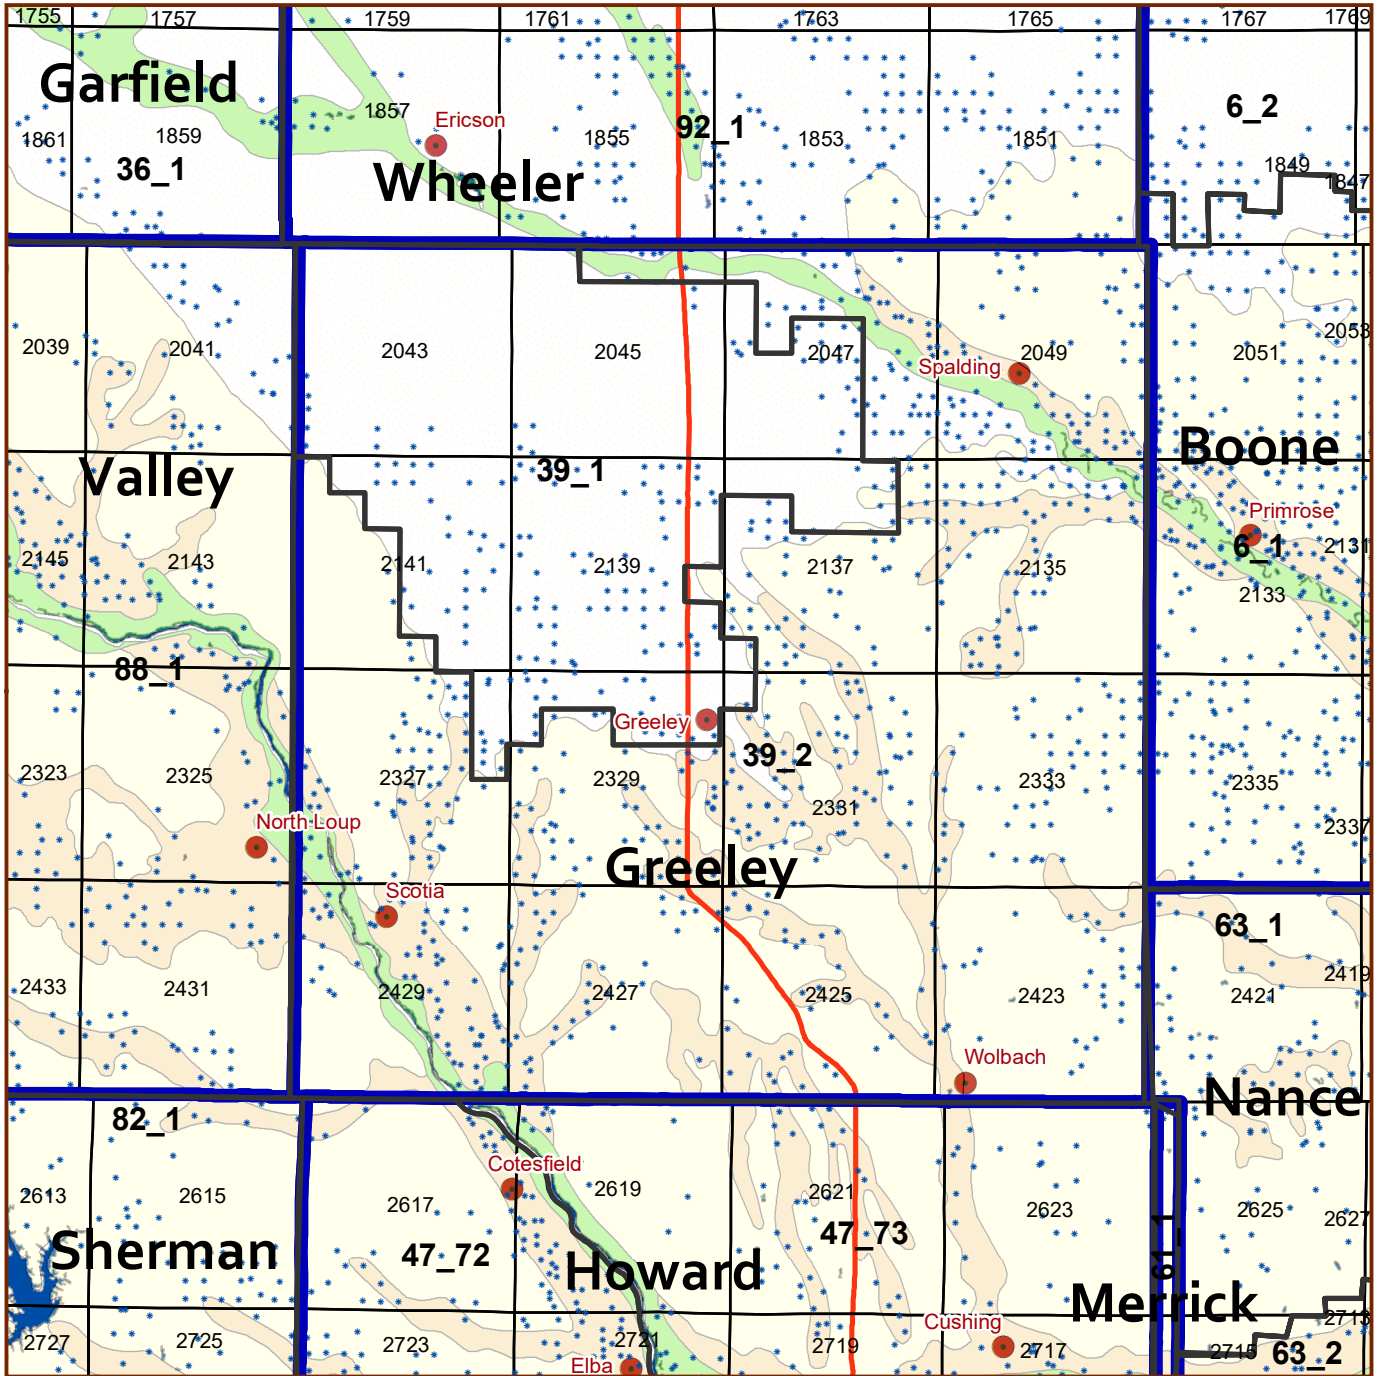 1755 1757 1759 1761 1763 1765 1767 1769
Garfield
6_2
1857
Ericson
92_1
1861 1859 1855 1853 1851
36_1
1849
1847
Wheeler
2053
2039 2041 2043 2045 2047 2049 2051
Spalding
Boone
39_1
Valley
Primrose
6_1
2131
2145 2143 2141 2139 2137 2135
2133
88_1
Greeley
39_2
2323 2325 2327 2329 2333 2335
2331
North Loup
2337
Greeley
Scotia
63_1
2419
2433 2431 2429 2427 2425 2423 2421
Wolbach
Nance
82_1
Cotesfield
2613 2615 2617 2619 2621 2623 2625 2627
61_1
47_73
Sherman
47_72
Howard
Merrick
2713
Cushing
2727 2725 2723 2721 2719 2717 2715 63_2
Elba